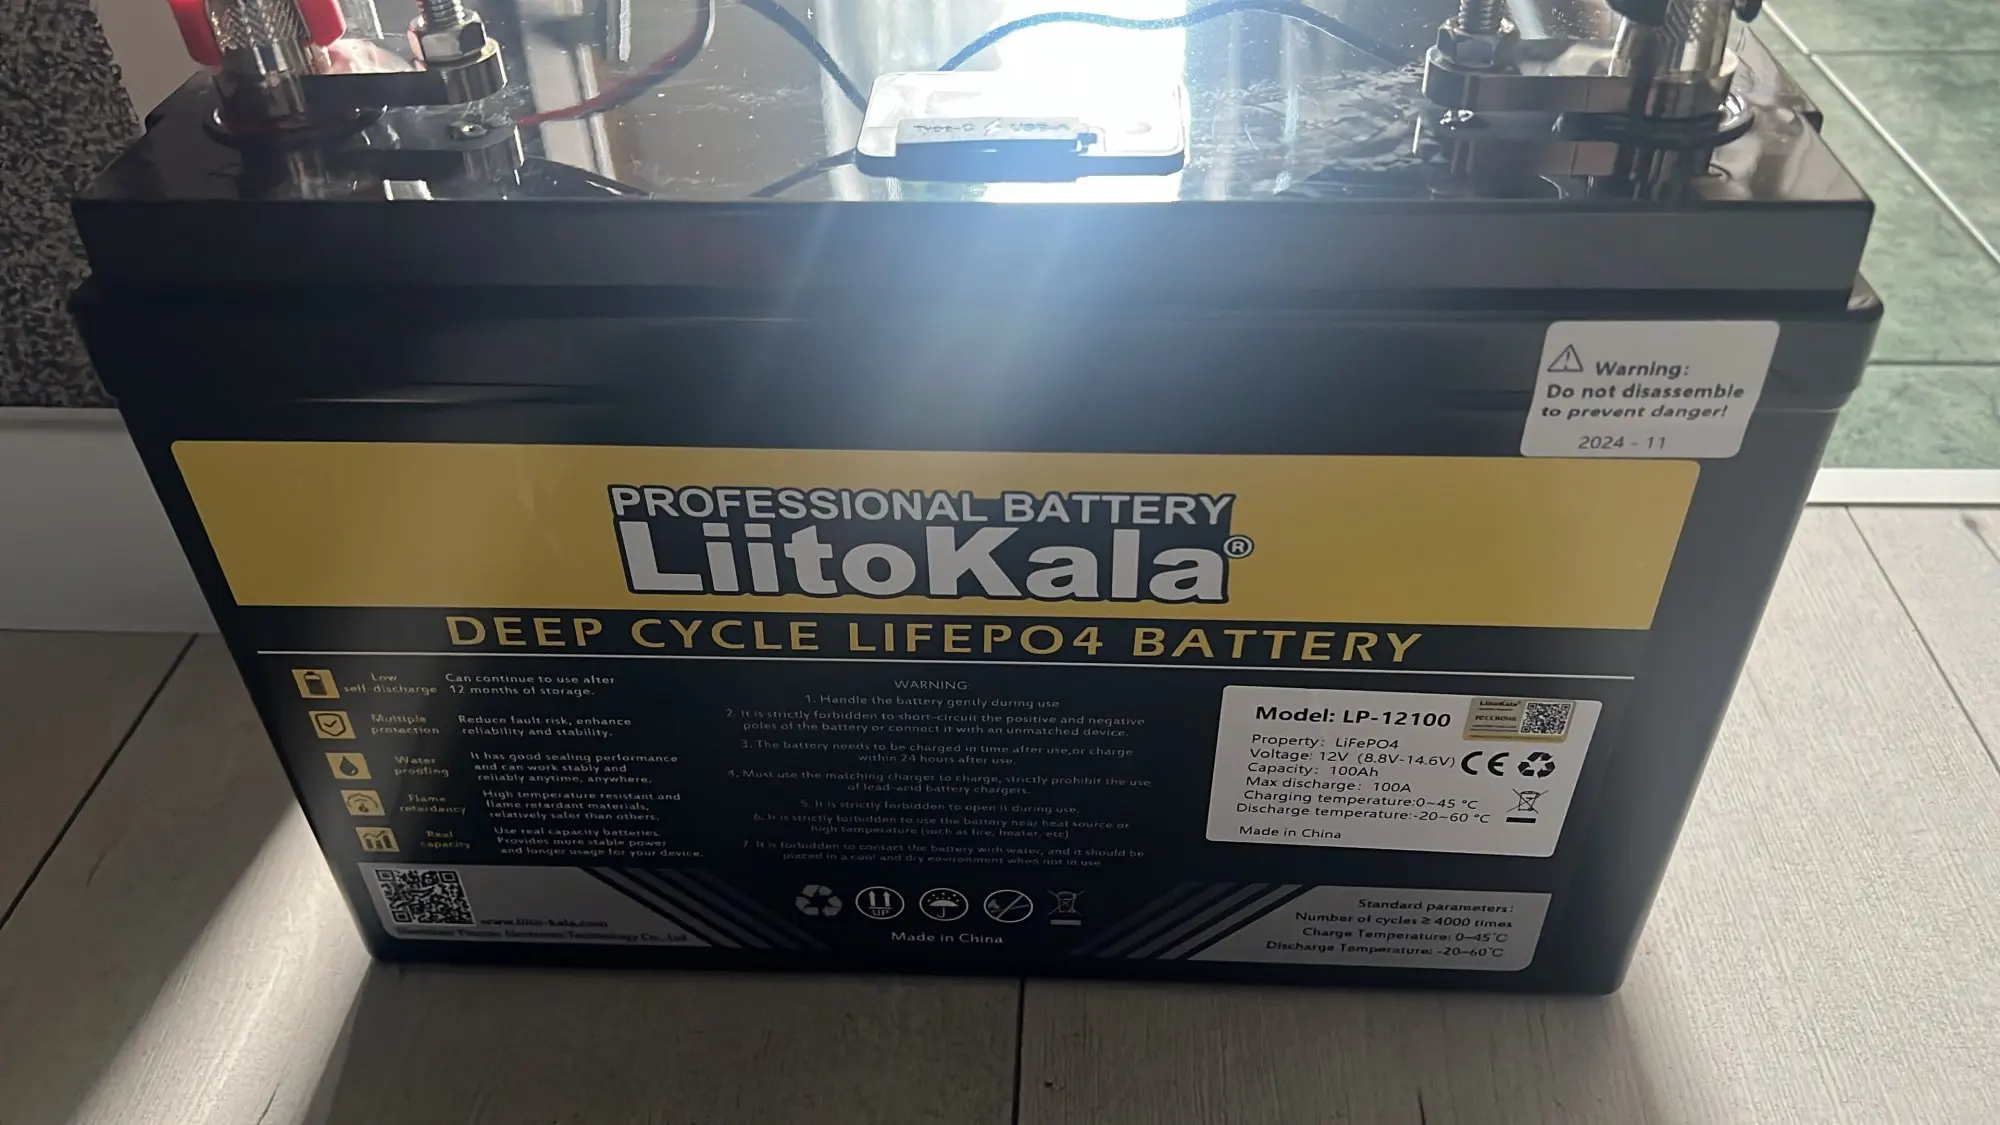 Type-C USB-A
Warning:
Do not disassemble
to prevent danger!
2024 - 11
PROFESSIONAL BATTERY
LiitoKala®
DEEP CYCLE LIFEPO4 BATTERY
Low
self-discharge
Can continue to use after
12 months of storage.
Multiple
protection
Reduce fault risk, enhance
reliability and stability.
Water
proofing
It has good sealing performance
and can work stably and
reliably anytime, anywhere.
Flame
retardancy
High temperature resistant and
flame retardant materials,
relatively safer than others.
Real
capacity
Use real capacity batteries.
Provides more stable power
and longer usage for your device.
WARNING:
1. Handle the battery gently during use
2. It is strictly forbidden to short-circuit the positive and negative
poles of the battery or connect it with an unmatched device.
3. The battery needs to be charged in time after use,or charge
within 24 hours after use.
4. Must use the matching charger to charge, strictly prohibit the use
of lead-acid battery chargers.
5. It is strictly forbidden to open it during use.
6. It is strictly forbidden to use the battery near heat source or
high temperature (such as fire, heater, etc)
7. It is forbidden to contact the battery with water, and it should be
placed in a cool and dry environment when not in use
Model: LP-12100
LiitoKala
Property: LiFePO4
Voltage: 12V (8.8V-14.6V)
Capacity: 100Ah
Max discharge: 100A
Charging temperature:0~45 °C
Discharge temperature:-20~60 °C
Made in China
CE
www.liito-kala.com
Electronic Technology Co., Ltd
UP
Made in China
Standard parameters:
Number of cycles ≥ 4000 times
Charge Temperature: 0~45°C
Discharge Temperature: -20~60°C